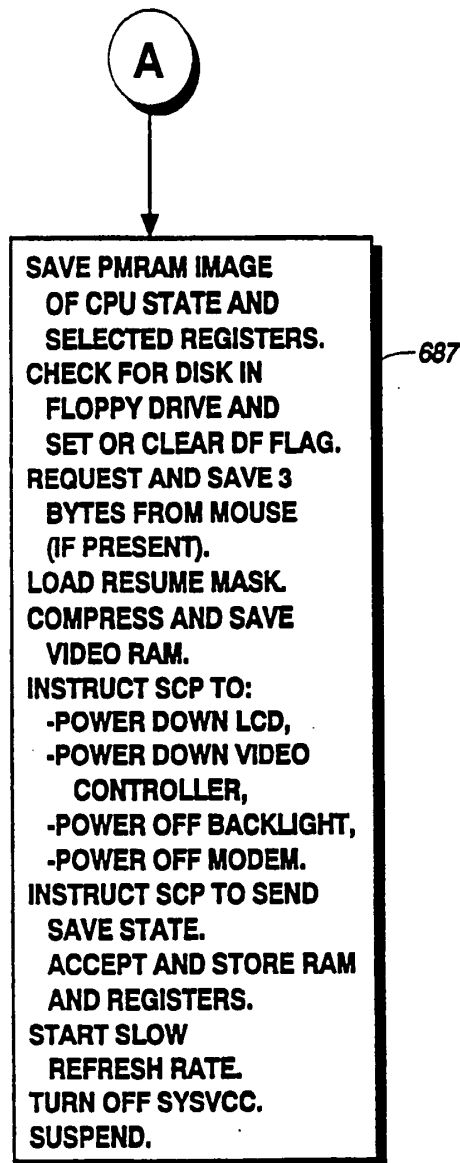 A
SAVE PMRAM IMAGE
OF CPU STATE AND
SELECTED REGISTERS.
687
CHECK FOR DISK IN
FLOPPY DRIVE AND
SET OR CLEAR DF FLAG.
REQUEST AND SAVE 3
BYTES FROM MOUSE
(IF PRESENT).
LOAD RESUME MASK.
COMPRESS AND SAVE
VIDEO RAM.
INSTRUCT SCP TO:
-POWER DOWN LCD,
-POWER DOWN VIDEO
CONTROLLER,
-POWER OFF BACKLIGHT,
-POWER OFF MODEM.
INSTRUCT SCP TO SEND
SAVE STATE.
ACCEPT AND STORE RAM
AND REGISTERS.
START SLOW
REFRESH RATE.
TURN OFF SYSVCC.
SUSPEND.